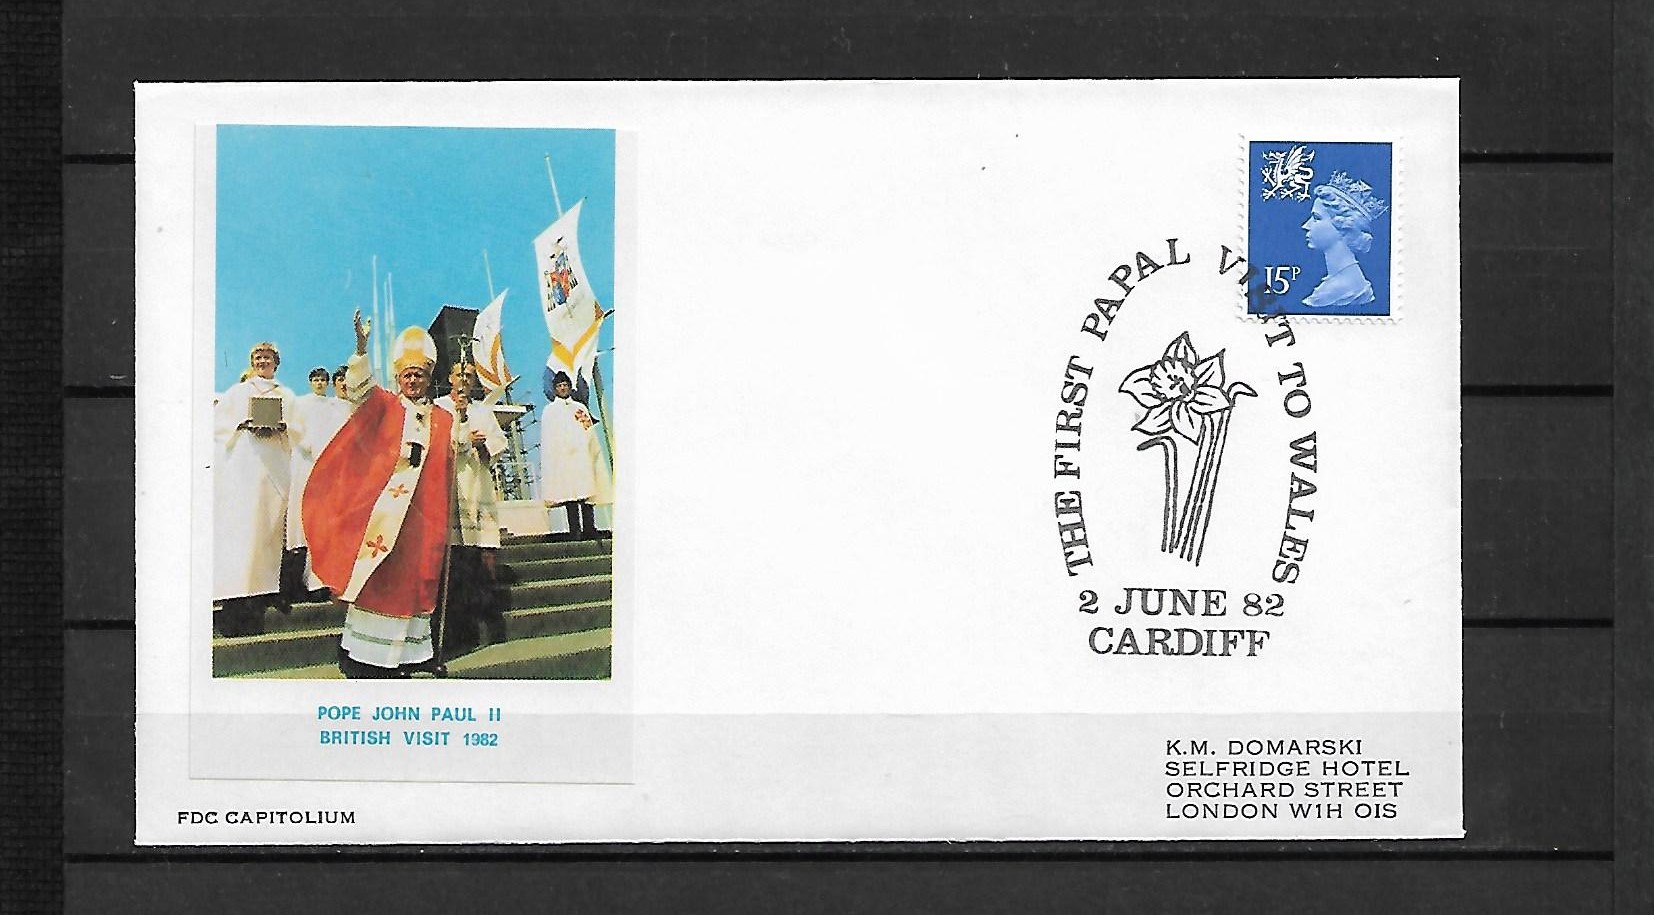 15P
THE FIRST PAPAL VISIT TO WALES
2 JUNE 82
CARDIFF
POPE JOHN PAUL II
BRITISH VISIT 1982
K.M. DOMARSKI
SELFRIDGE HOTEL
ORCHARD STREET
LONDON W1H OIS
FDC CAPITOLIUM